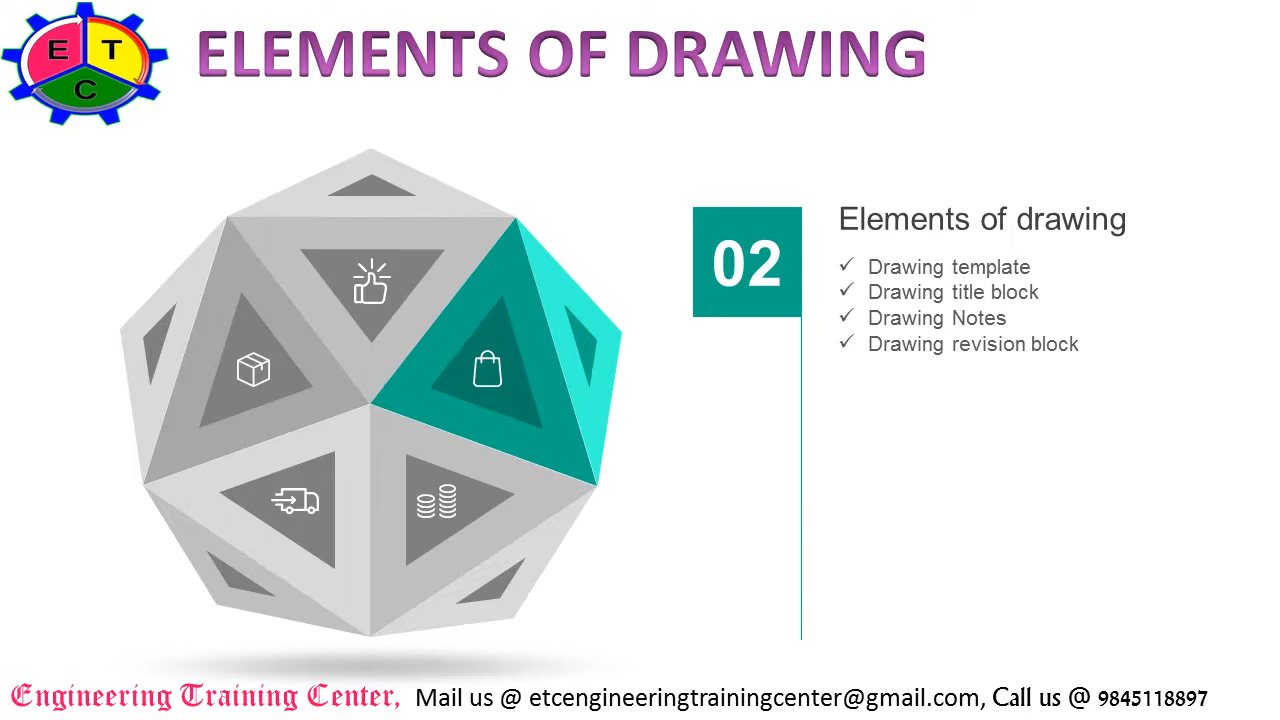 E T
C
ELEMENTS OF DRAWING
02
Elements of drawing
✓ Drawing template
✓ Drawing title block
✓ Drawing Notes
✓ Drawing revision block
Engineering Training Center, Mail us @ etcengineeringtrainingcenter@gmail.com, Call us @ 9845118897